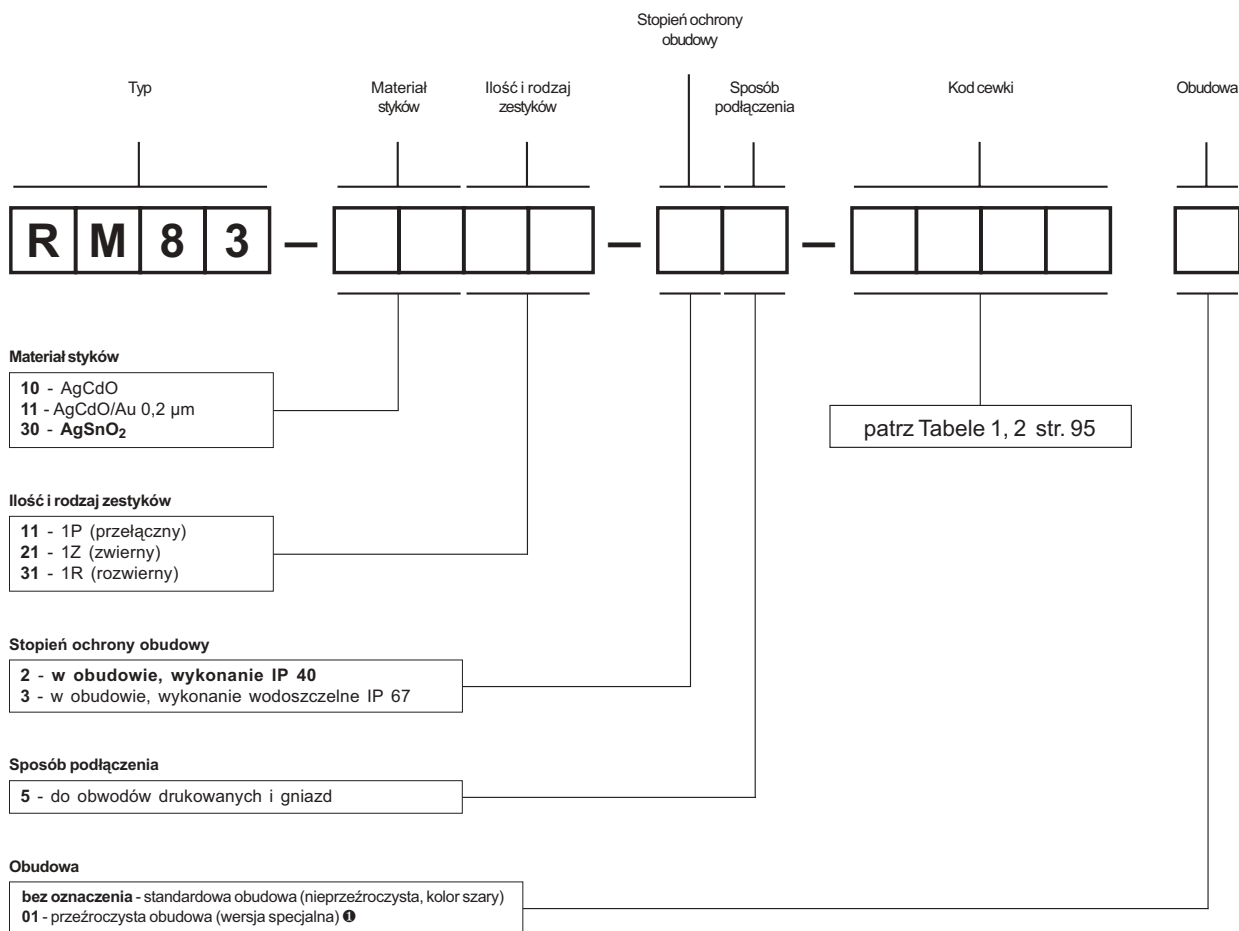 Stopień ochrony
obudowy
Typ
Materiał
styków
Ilość i rodzaj
zestyków
Sposób
podłączenia
Kod cewki
Obudowa
R M 8 3 – – –
Materiał styków
10 - AgCdO
11 - AgCdO/Au 0,2 µm
30 - AgSnO₂
patrz Tabele 1, 2 str. 95
Ilość i rodzaj zestyków
11 - 1P (przełączny)
21 - 1Z (zwierny)
31 - 1R (rozwierny)
Stopień ochrony obudowy
2 - w obudowie, wykonanie IP 40
3 - w obudowie, wykonanie wodoszczelne IP 67
Sposób podłączenia
5 - do obwodów drukowanych i gniazd
Obudowa
bez oznaczenia - standardowa obudowa (nieprzeźroczysta, kolor szary)
01 - przeźroczysta obudowa (wersja specjalna) ❶